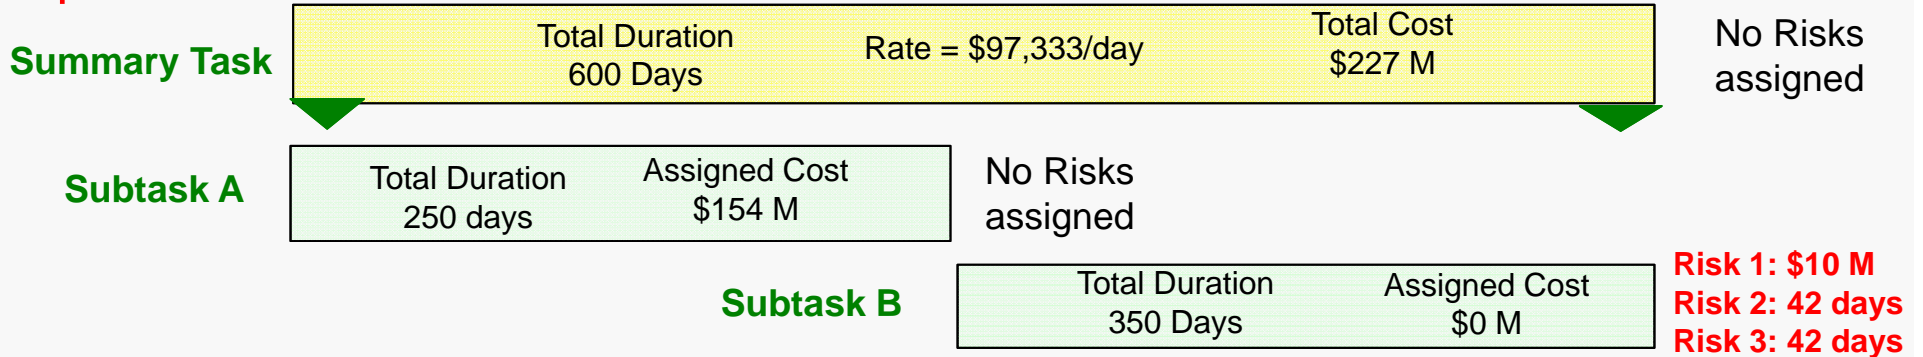 Summary Task
Total Duration
600 Days
Rate = $97,333/day
Total Cost
$227 M
No Risks
assigned
Subtask A
Total Duration
250 days
Assigned Cost
$154 M
No Risks
assigned
Subtask B
Total Duration
350 Days
Assigned Cost
$0 M
Risk 1: $10 M
Risk 2: 42 days
Risk 3: 42 days